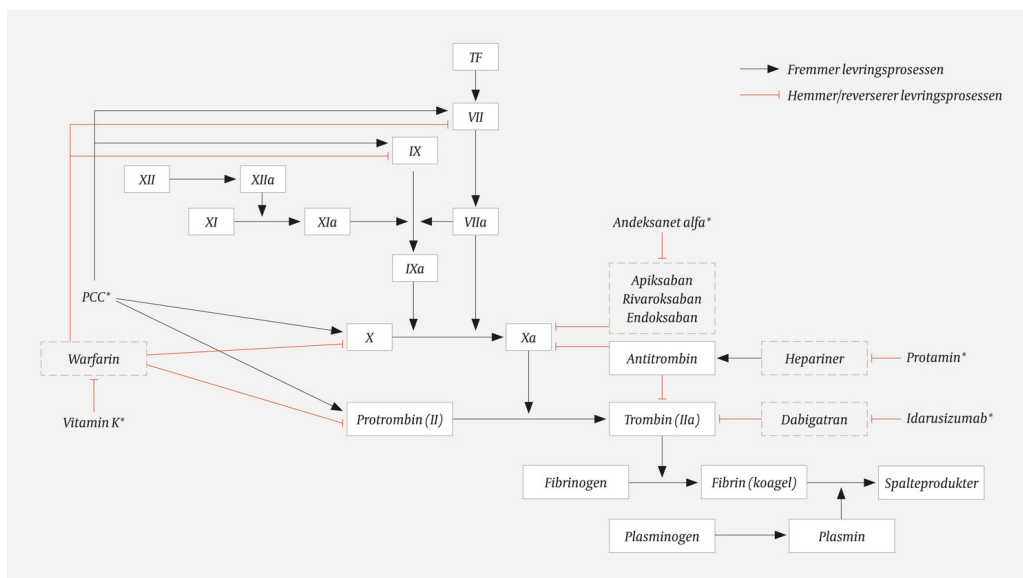 TF
Fremmer levringsprosessen
Hemmer/reverserer levringsprosessen
VII
IX
XII
XIIa
XI
XIa
VIIa
Andeksanet alfa*
IXa
Apiksaban
Rivaroksaban
Endoksaban
PCC*
X
Xa
Warfarin
Antitrombin
Hepariner
Protamin*
Vitamin K*
Protrombin (II)
Trombin (IIa)
Dabigatran
Idarusizumab*
Fibrinogen
Fibrin (koagel)
Spalteprodukter
Plasminogen
Plasmin